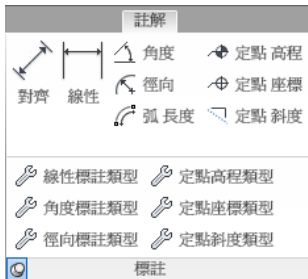 註解
對齊
線性
角度
徑向
弧 長度
定點 高程
定點 座標
定點 斜度
線性標註類型
定點高程類型
角度標註類型
定點座標類型
徑向標註類型
定點斜度類型
標註